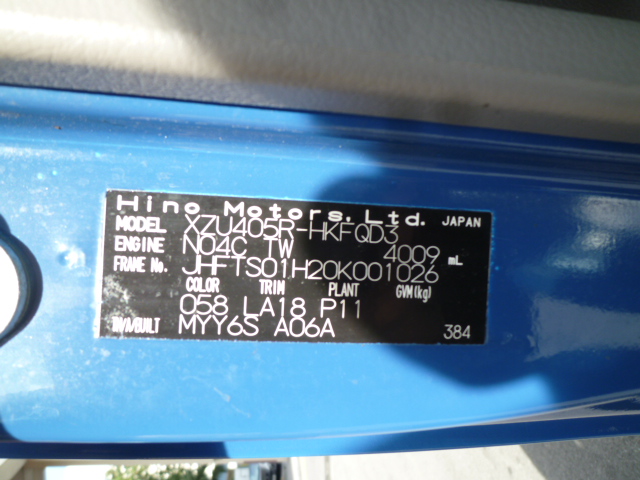 Hino Motors, Ltd. JAPAN
MODEL XZU405R-HKFQD3
ENGINE N04C TW 4009 mL
FRAME No. JHFTS01H20K001026
COLOR TRIM PLANT GVM(kg)
058 LA18 P11
T/A/BUILT MYY6S A06A 384